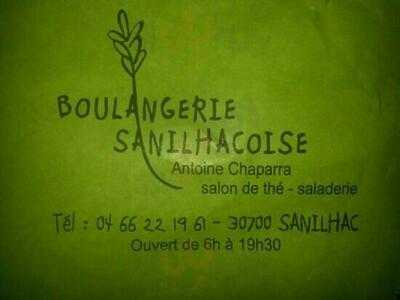 BOULANGERIE
SANILHACOISE
Antoine Chaparra
salon de thé - saladerie
Tél : 04 66 22 19 61 - 30700 SANILHAC
Ouvert de 6h à 19h30